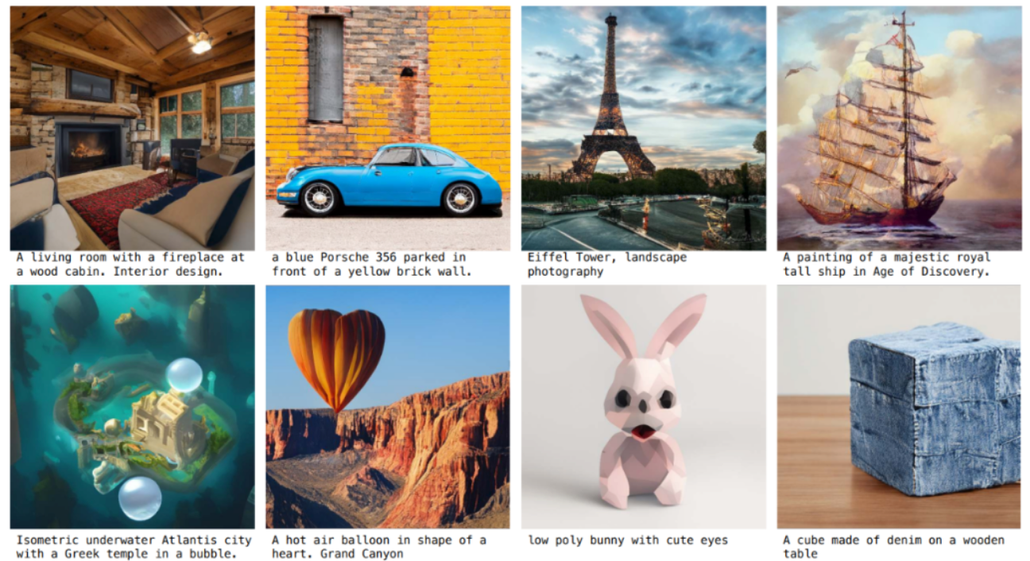 A living room with a fireplace at
a wood cabin. Interior design.
a blue Porsche 356 parked in
front of a yellow brick wall.
Eiffel Tower, landscape
photography
A painting of a majestic royal
tall ship in Age of Discovery.
Isometric underwater Atlantis city
with a Greek temple in a bubble.
A hot air balloon in shape of a
heart. Grand Canyon
low poly bunny with cute eyes
A cube made of denim on a wooden
table